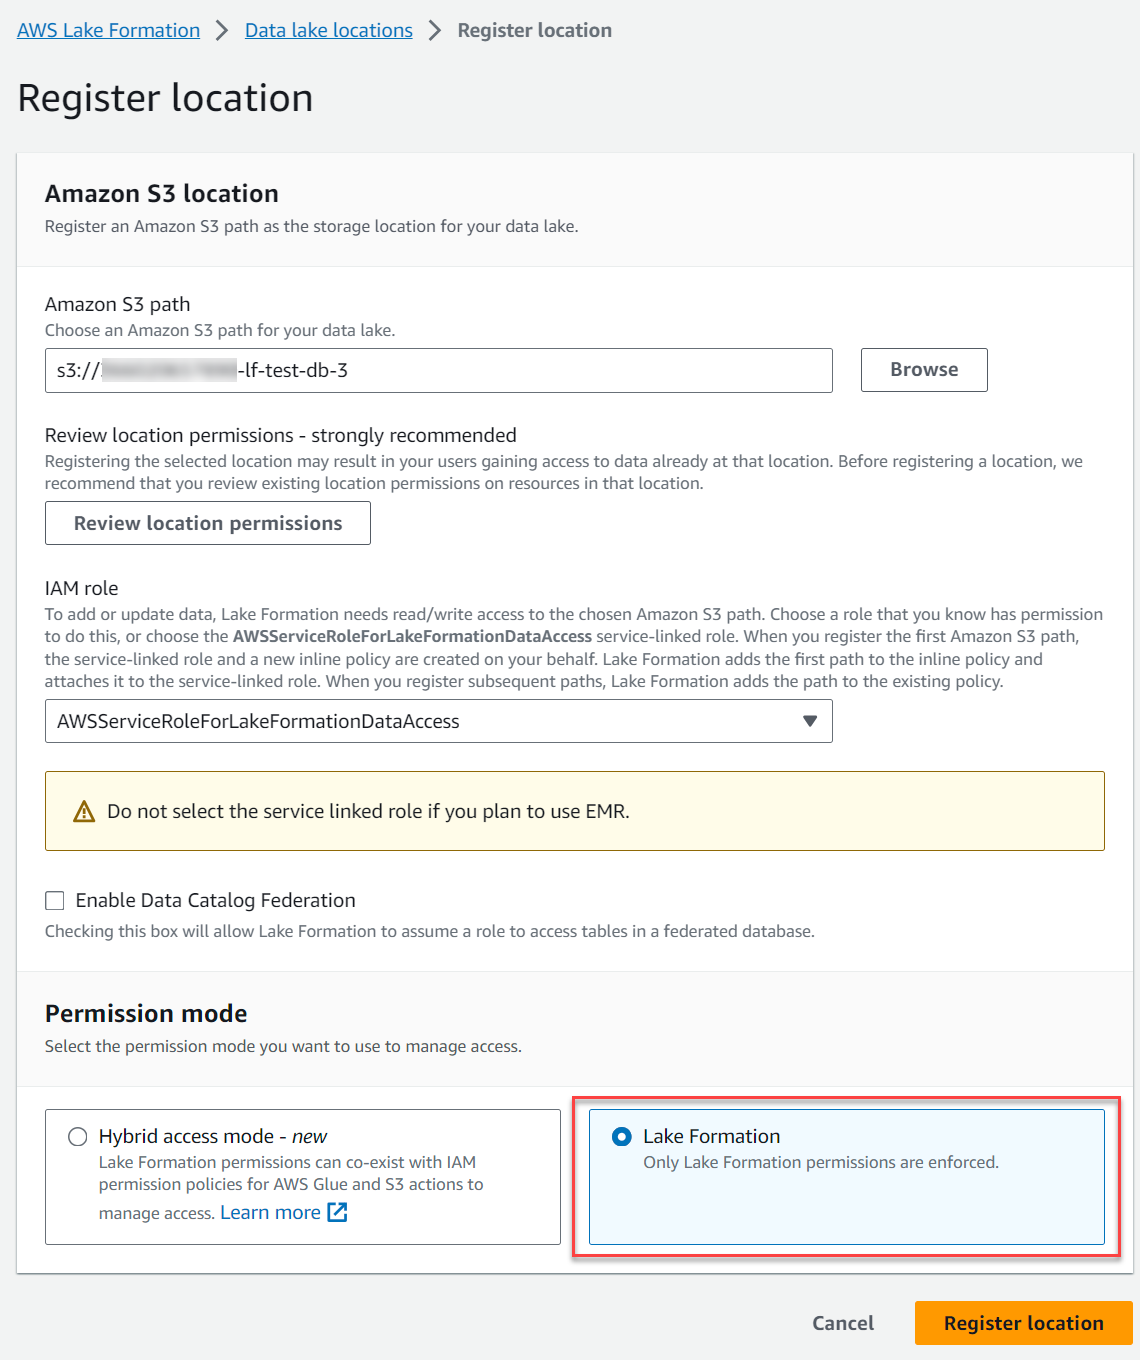 AWS Lake Formation > Data lake locations > Register location
Register location
Amazon S3 location
Register an Amazon S3 path as the storage location for your data lake.
Amazon S3 path
Choose an Amazon S3 path for your data lake.
s3:// -lf-test-db-3
Browse
Review location permissions - strongly recommended
Registering the selected location may result in your users gaining access to data already at that location. Before registering a location, we
recommend that you review existing location permissions on resources in that location.
Review location permissions
IAM role
To add or update data, Lake Formation needs read/write access to the chosen Amazon S3 path. Choose a role that you know has permission
to do this, or choose the AWSServiceRoleForLakeFormationDataAccess service-linked role. When you register the first Amazon S3 path,
the service-linked role and a new inline policy are created on your behalf. Lake Formation adds the first path to the inline policy and
attaches it to the service-linked role. When you register subsequent paths, Lake Formation adds the path to the existing policy.
AWSServiceRoleForLakeFormationDataAccess
Do not select the service linked role if you plan to use EMR.
Enable Data Catalog Federation
Checking this box will allow Lake Formation to assume a role to access tables in a federated database.
Permission mode
Select the permission mode you want to use to manage access.
Hybrid access mode - new
Lake Formation permissions can co-exist with IAM
permission policies for AWS Glue and S3 actions to
manage access. Learn more
Lake Formation
Only Lake Formation permissions are enforced.
Cancel
Register location